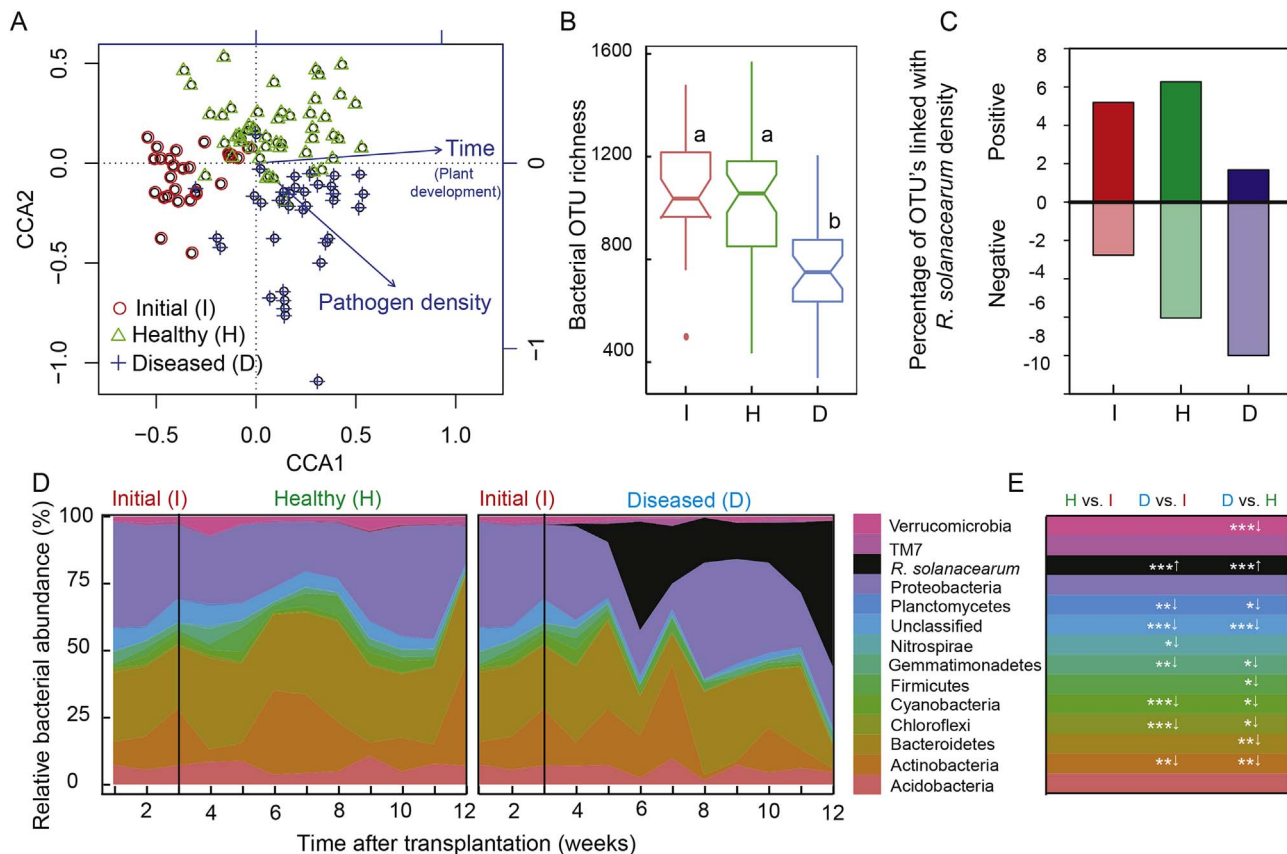 A
0.5
0.0
−0.5
−1.0
CCA2
Time
(Plant
development)
Pathogen density
Initial (I)
Healthy (H)
Diseased (D)
0
−1
−0.5
0.0
0.5
1.0
CCA1
B
1600
1200
800
400
Bacterial OTU richness
a
a
b
I
H
D
C
Percentage of OTU's linked with
R. solanacearum density
Negative
Positive
8
6
4
2
0
-2
-4
-6
-8
-10
I
H
D
D
Initial (I)
Healthy (H)
Initial (I)
Diseased (D)
Relative bacterial abundance (%)
100
75
50
25
0
2
4
6
8
10
12
2
4
6
8
10
12
Time after transplantation (weeks)
Verrucomicrobia
TM7
R. solanacearum
Proteobacteria
Planctomycetes
Unclassified
Nitrospirae
Gemmatimonadetes
Firmicutes
Cyanobacteria
Chloroflexi
Bacteroidetes
Actinobacteria
Acidobacteria
E
H vs. I
D vs. I
D vs. H
***↓
***↑ ***↑
**↓ *↓
***↓ ***↓
*↓
**↓ *↓
*↓
***↓ *↓
***↓ *↓
**↓
**↓ **↓